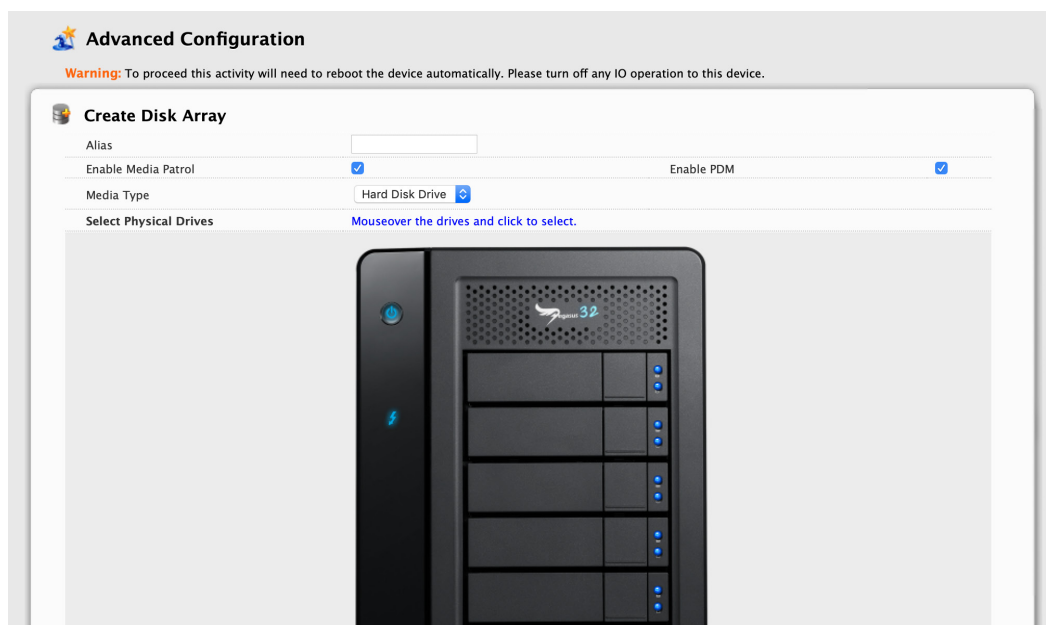 Advanced Configuration
Warning: To proceed this activity will need to reboot the device automatically. Please turn off any IO operation to this device.
Create Disk Array
Alias
Enable Media Patrol Enable PDM
Media Type Hard Disk Drive
Select Physical Drives Mouseover the drives and click to select.
Pegasus 32